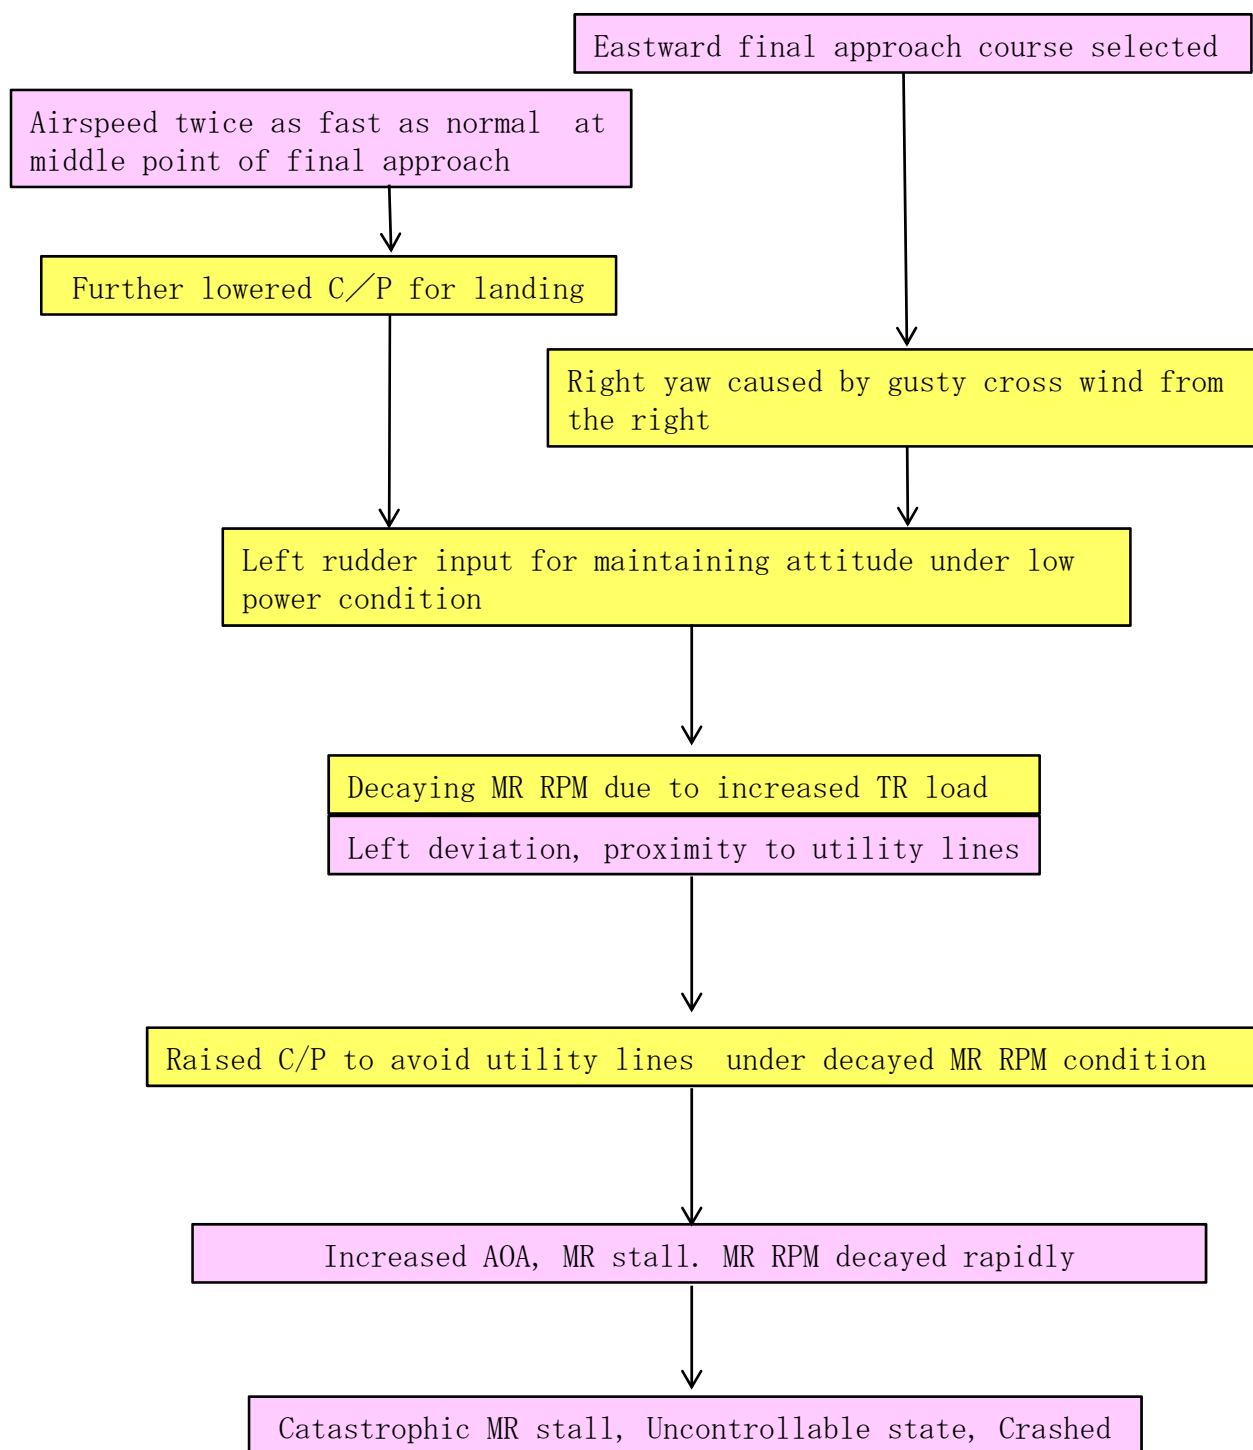 Eastward final approach course selected
Airspeed twice as fast as normal  at
middle point of final approach
Further lowered C／P for landing
Right yaw caused by gusty cross wind from
the right
Left rudder input for maintaining attitude under low
power condition
Decaying MR RPM due to increased TR load
Left deviation, proximity to utility lines
Raised C/P to avoid utility lines  under decayed MR RPM condition
Increased AOA, MR stall. MR RPM decayed rapidly
Catastrophic MR stall, Uncontrollable state, Crashed